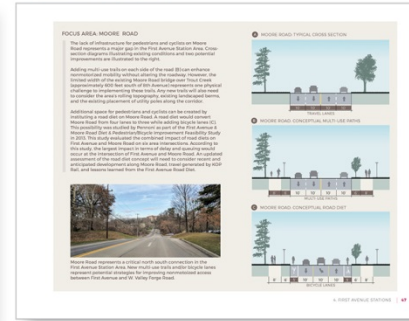 FOCUS AREA: MOORE ROAD
The lack of infrastructure for pedestrians and cyclists on Moore
Road represents a major gap in the First Avenue Station Area. Cross-
section diagrams illustrating existing conditions and two potential
improvements are illustrated to the right.
Adding multi use trails on each side of the road (B) can enhance
nonmotorized mobility without altering the roadway. However, the
limited width of the existing Moore Road bridge over Trout Creek
(approximately 600 feet south of 8th Avenue) represents one physical
challenge to implementing these trails. Any new trails will also need
to consider the area's rolling topography, existing landscaped berms,
and the existing placement of utility poles along the corridor.
Additional space for pedestrians and cyclists can be created by
instituting a road diet on Moore Road. A road diet would convert
Moore Road from four lanes to three while adding bicycle lanes (C).
This possibility was studied by Pennoni as part of the First Avenue &
Moore Road Diet & Pedestrian/Bicycle Improvement Feasibility Study
in 2013. This study evaluated the combined impact of road diets on
First Avenue and Moore Road on six area intersections. According to
this study, the largest impact in terms of delay and queuing would
occur at the intersection of First Avenue and Moore Road. An updated
assessment of the road diet concept will need to consider recent and
anticipated development along Moore Road, travel generated by KOP
Rail, and lessons learned from the First Avenue Road Diet.
Moore Road represents a critical north south connection in the
First Avenue Station Area. New multi use trails and/or bicycle lanes
represent potential strategies for improving nonmotorized access
between First Avenue and W. Valley Forge Road.
A MOORE ROAD: TYPICAL CROSS SECTION
TRAVEL LANES
B MOORE ROAD: CONCEPTUAL MULTI-USE PATHS
MULTI USE PATHS
C MOORE ROAD: CONCEPTUAL ROAD DIET
BICYCLE LANES
4. FIRST AVENUE STATIONS | 67